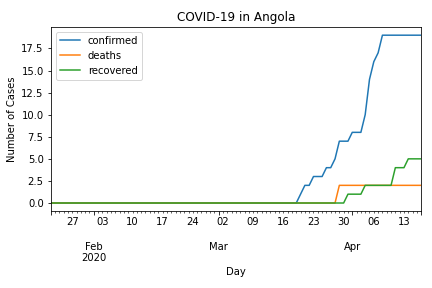 COVID-19 in Angola
confirmed
deaths
recovered
Number of Cases
17.5
15.0
12.5
10.0
7.5
5.0
2.5
0.0
27 03 10 17 24 02 09 16 23 30 06 13
Feb Mar Apr
2020
Day